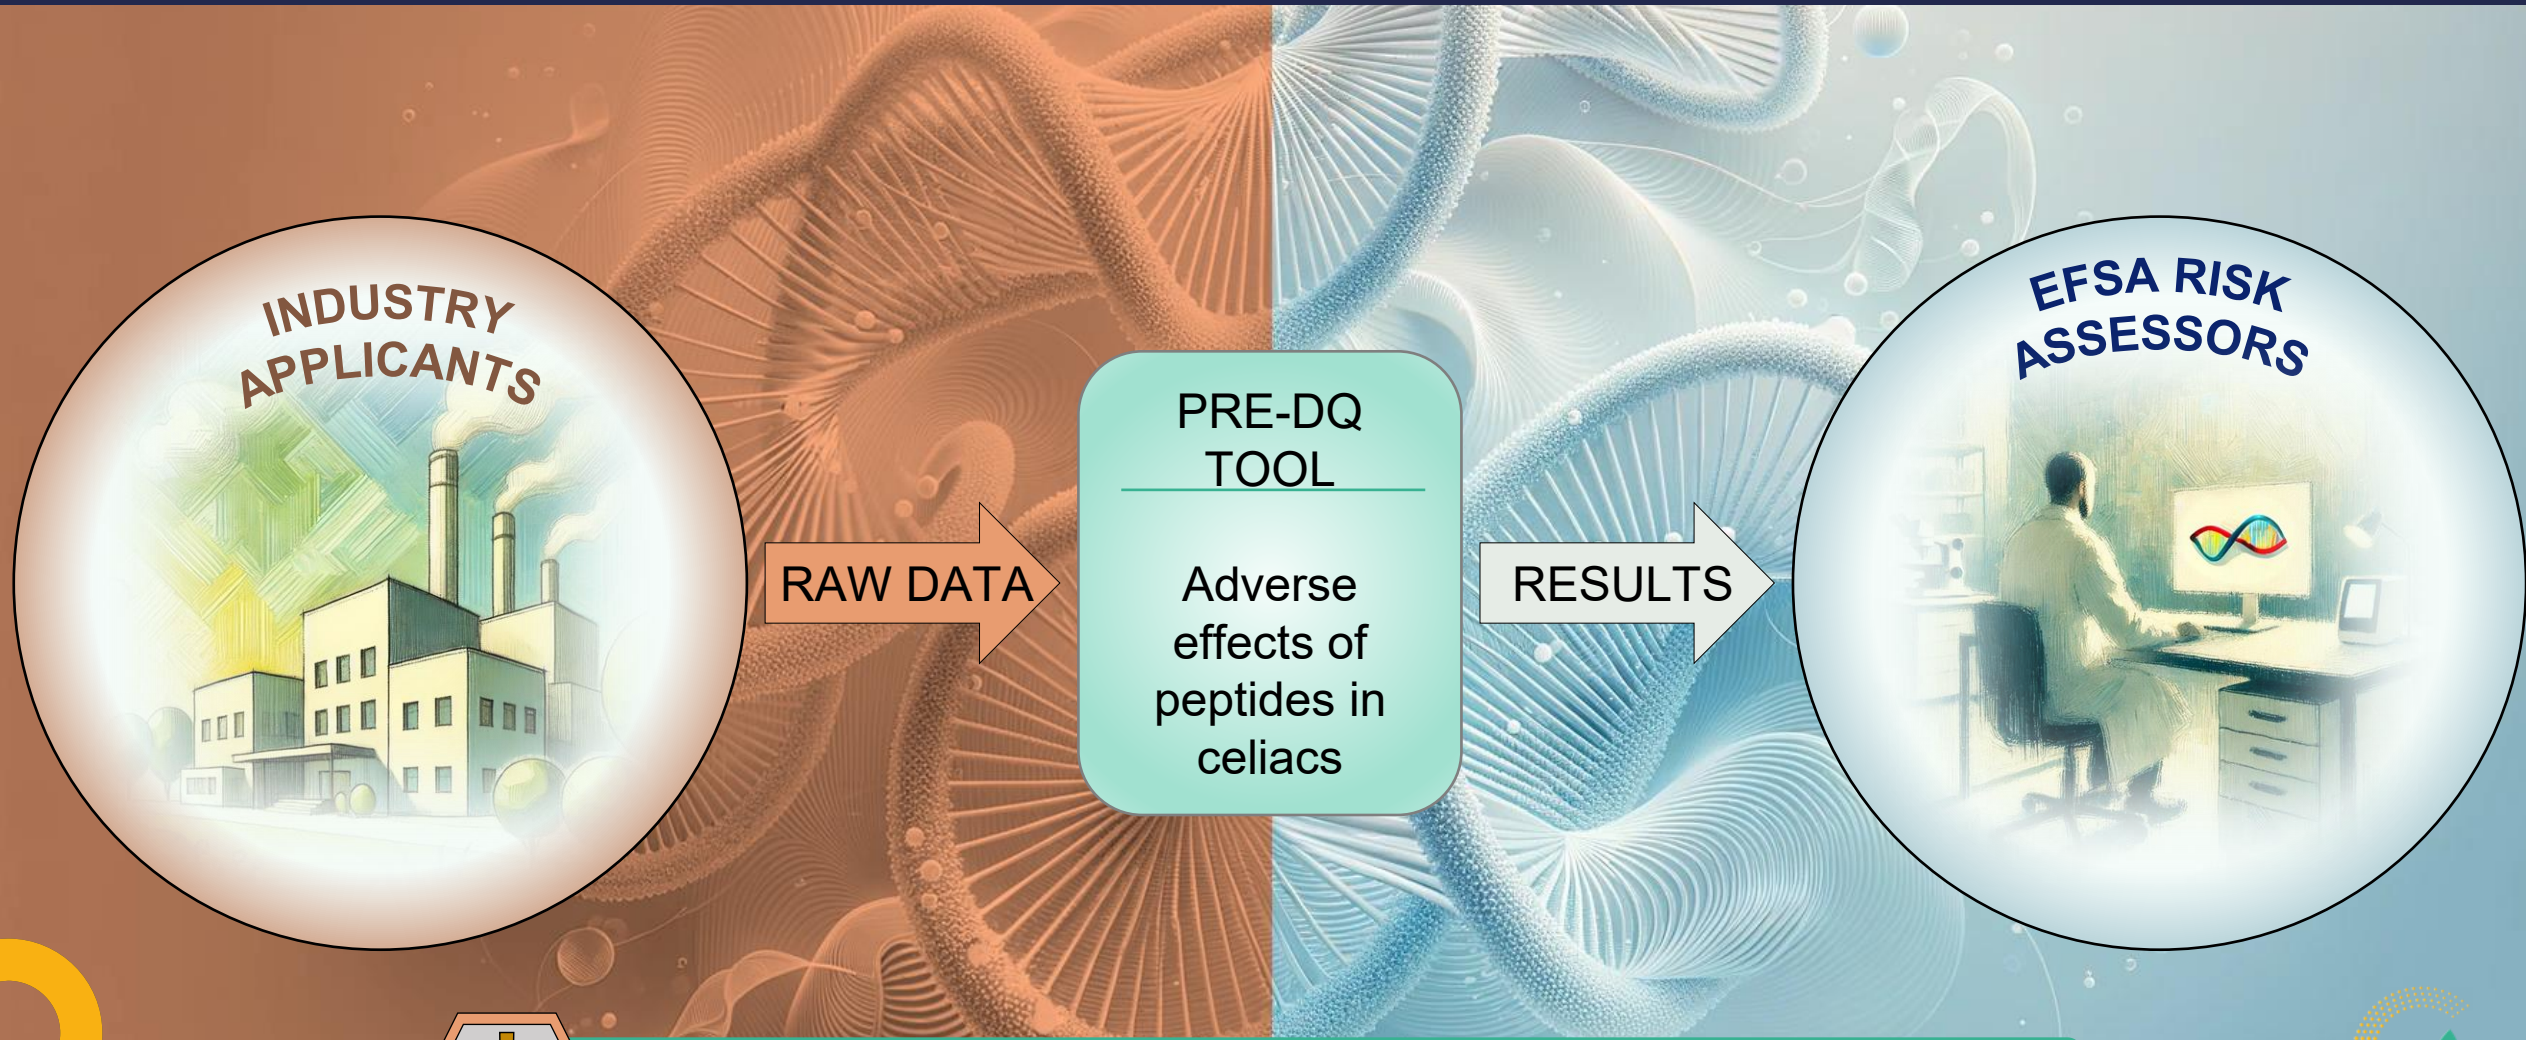 INDUSTRY
APPLICANTS
RAW DATA
PRE-DQ
TOOL
Adverse
effects of
peptides in
celiacs
RESULTS
EFSA RISK
ASSESSORS